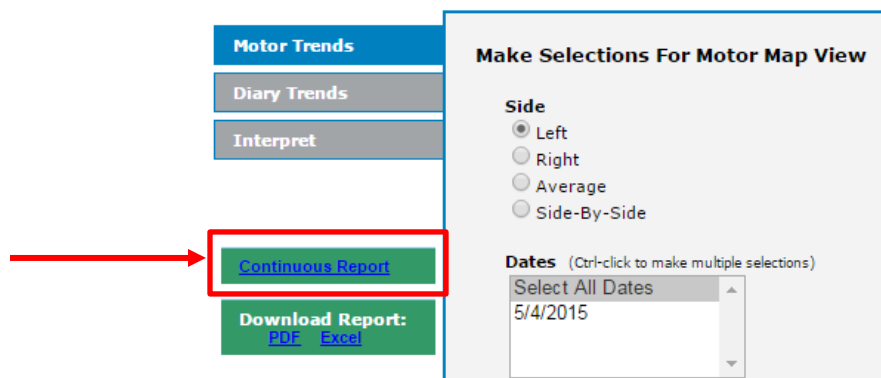 Motor Trends
Diary Trends
Interpret
Continuous Report
Download Report:
PDF Excel
Make Selections For Motor Map View
Side
Left
Right
Average
Side-By-Side
Dates (Ctrl-click to make multiple selections)
Select All Dates
5/4/2015